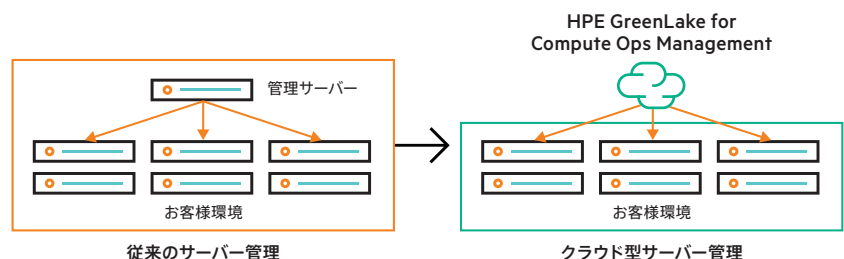 HPE GreenLake for
Compute Ops Management
管理サーバー
お客様環境
お客様環境
従来のサーバー管理
クラウド型サーバー管理